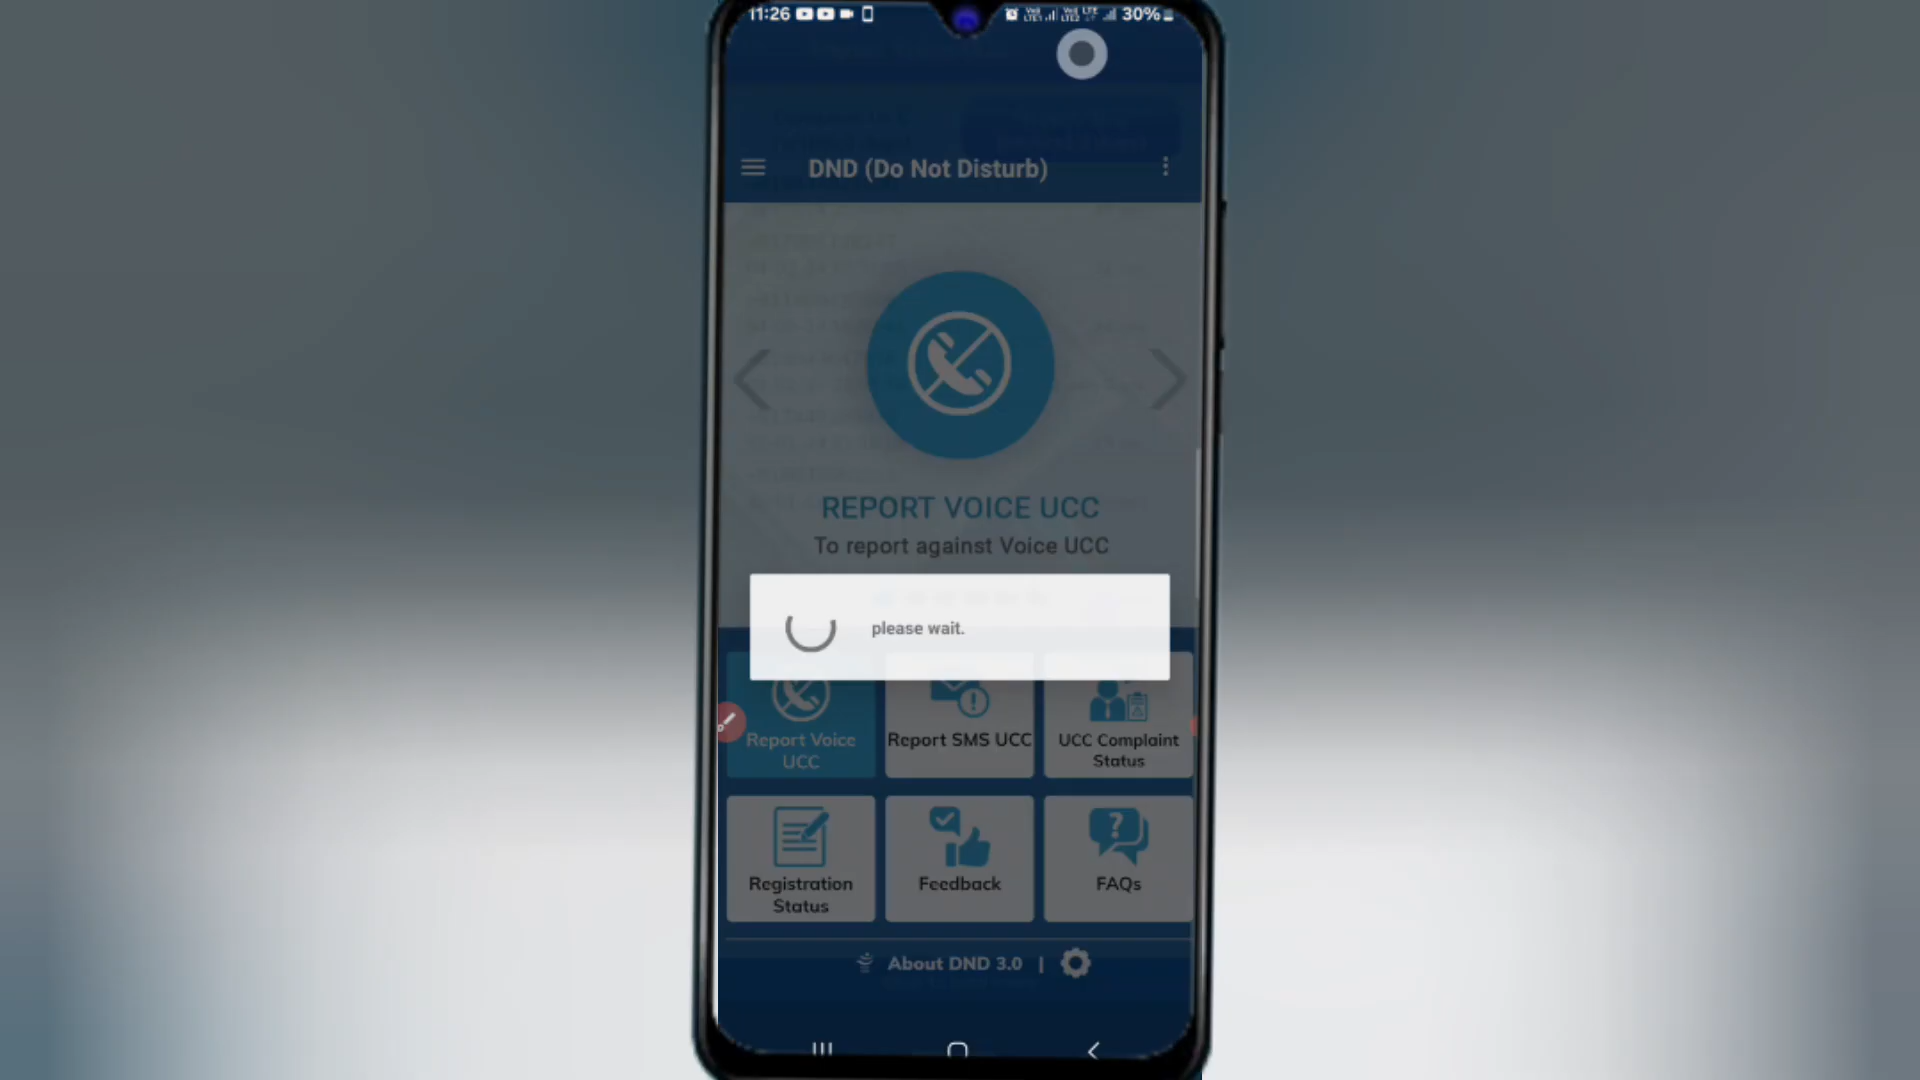 11:26
30%
DND (Do Not Disturb)
REPORT VOICE UCC
To report against Voice UCC
please wait.
Report Voice
UCC
Report SMS UCC
UCC Complaint
Status
Registration
Status
Feedback
FAQs
About DND 3.0 |